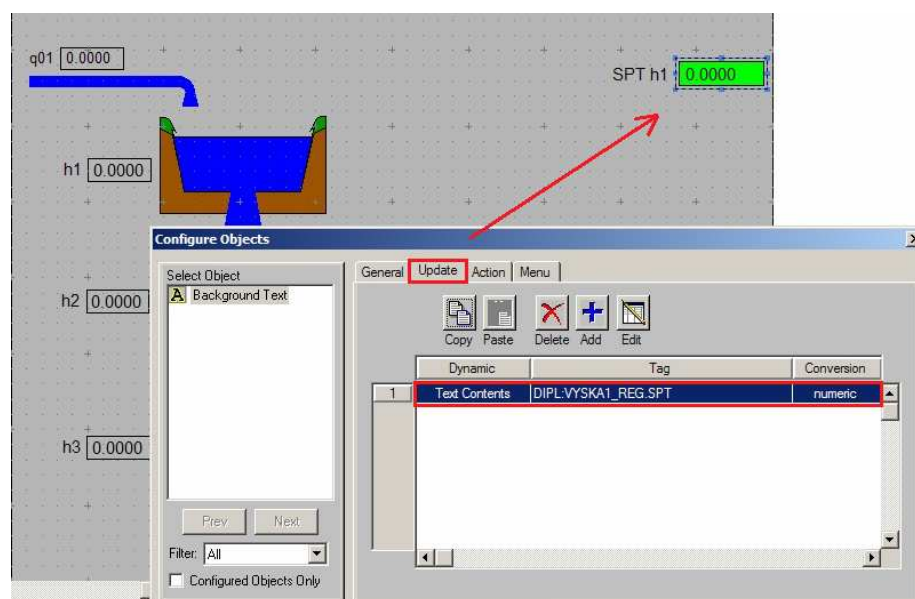 q01 0.0000
SPT h1 0.0000
h1 0.0000
Configure Objects
Select Object
A Background Text
General Update Action Menu
h2 0.0000
Copy Paste Delete Add Edit
Dynamic Tag Conversion
1 Text Contents DIPL:VYSKA1_REG.SPT numeric
h3 0.0000
Prev Next
Filter: All
Configured Objects Only